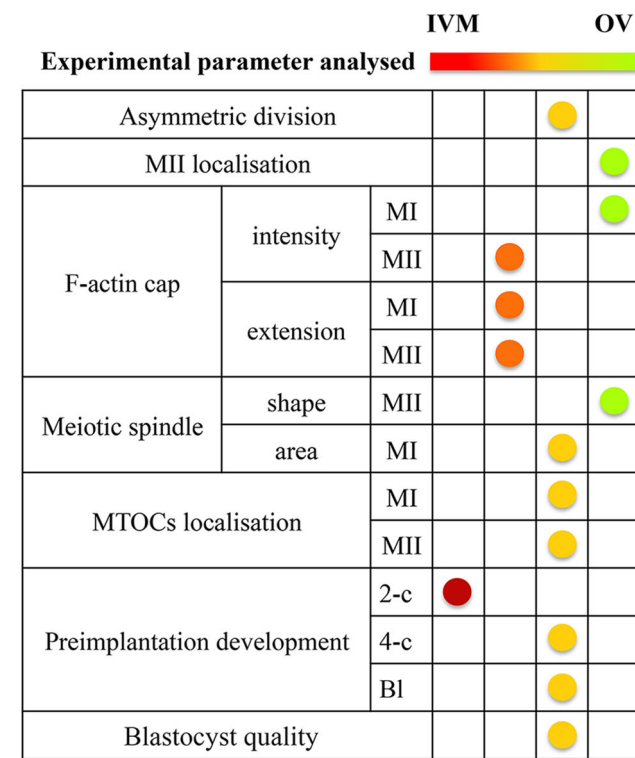 IVM OV
Experimental parameter analysed
Asymmetric division
MII localisation
F-actin cap
intensity
MI
MII
extension
MI
MII
Meiotic spindle
shape
MII
area
MI
MTOCs localisation
MI
MII
Preimplantation development
2-c
4-c
Bl
Blastocyst quality